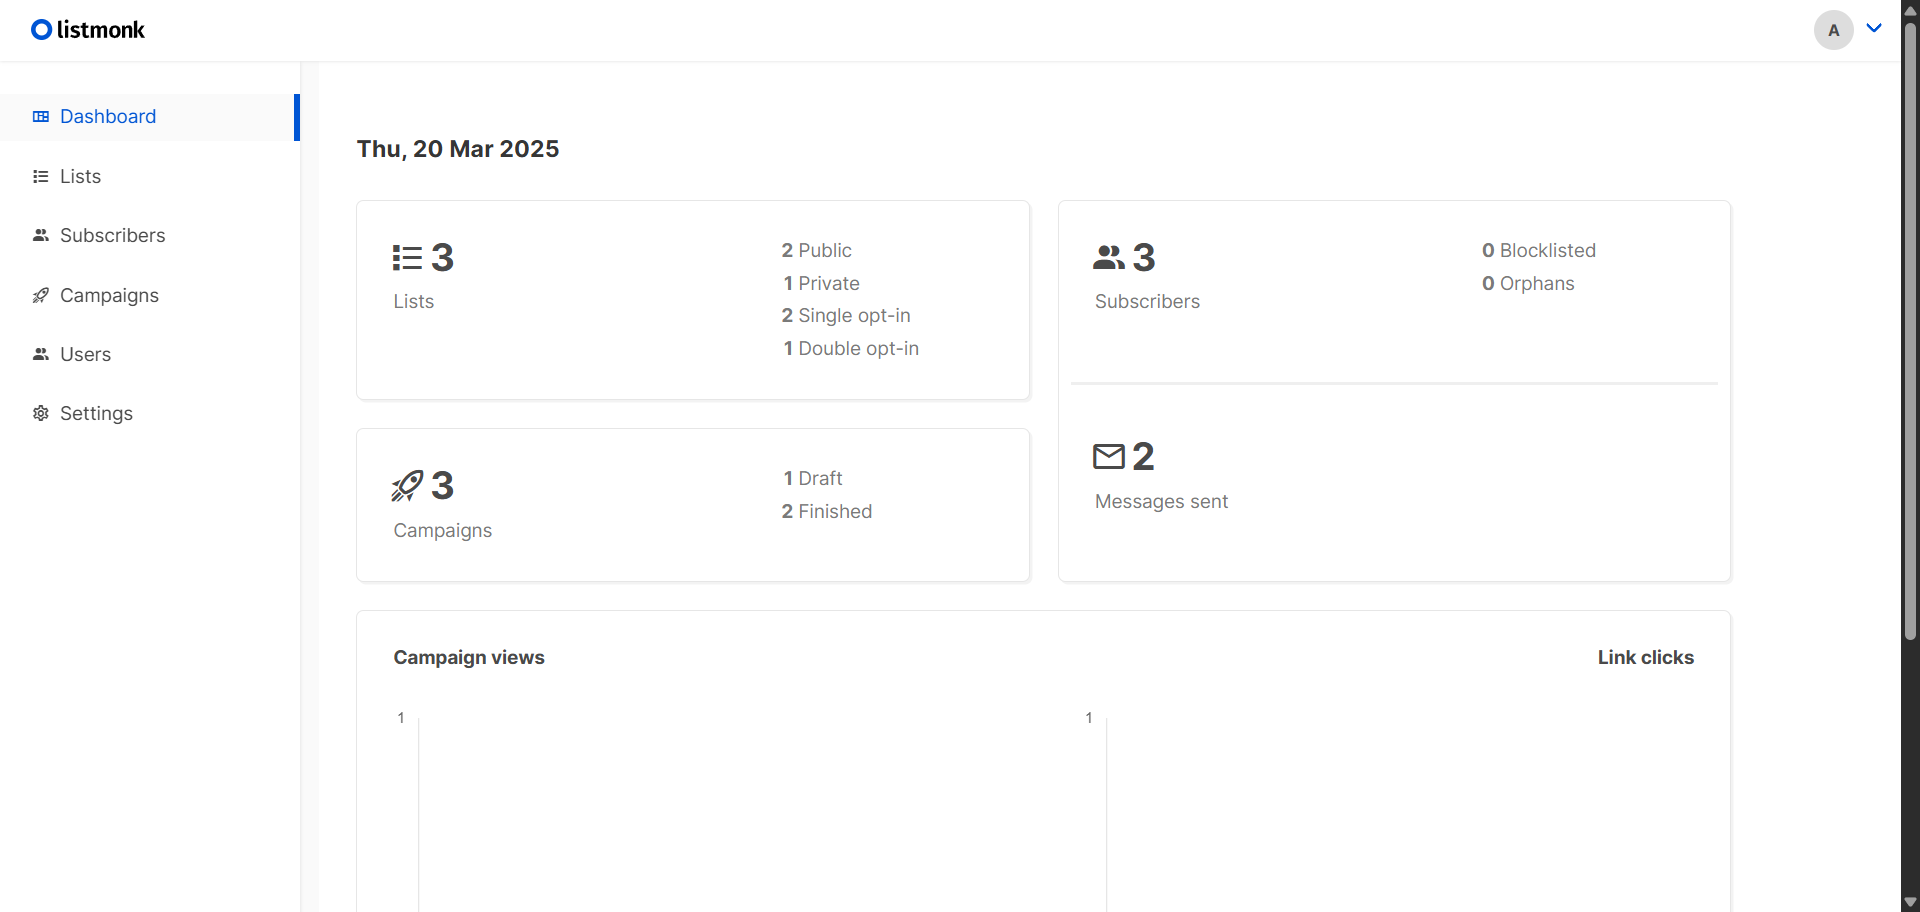 listmonk
A
Dashboard
Lists
Subscribers
Campaigns
Users
Settings
Thu, 20 Mar 2025
3
Lists
2 Public
1 Private
2 Single opt-in
1 Double opt-in
3
Subscribers
0 Blocklisted
0 Orphans
3
Campaigns
1 Draft
2 Finished
2
Messages sent
Campaign views
Link clicks
1
1